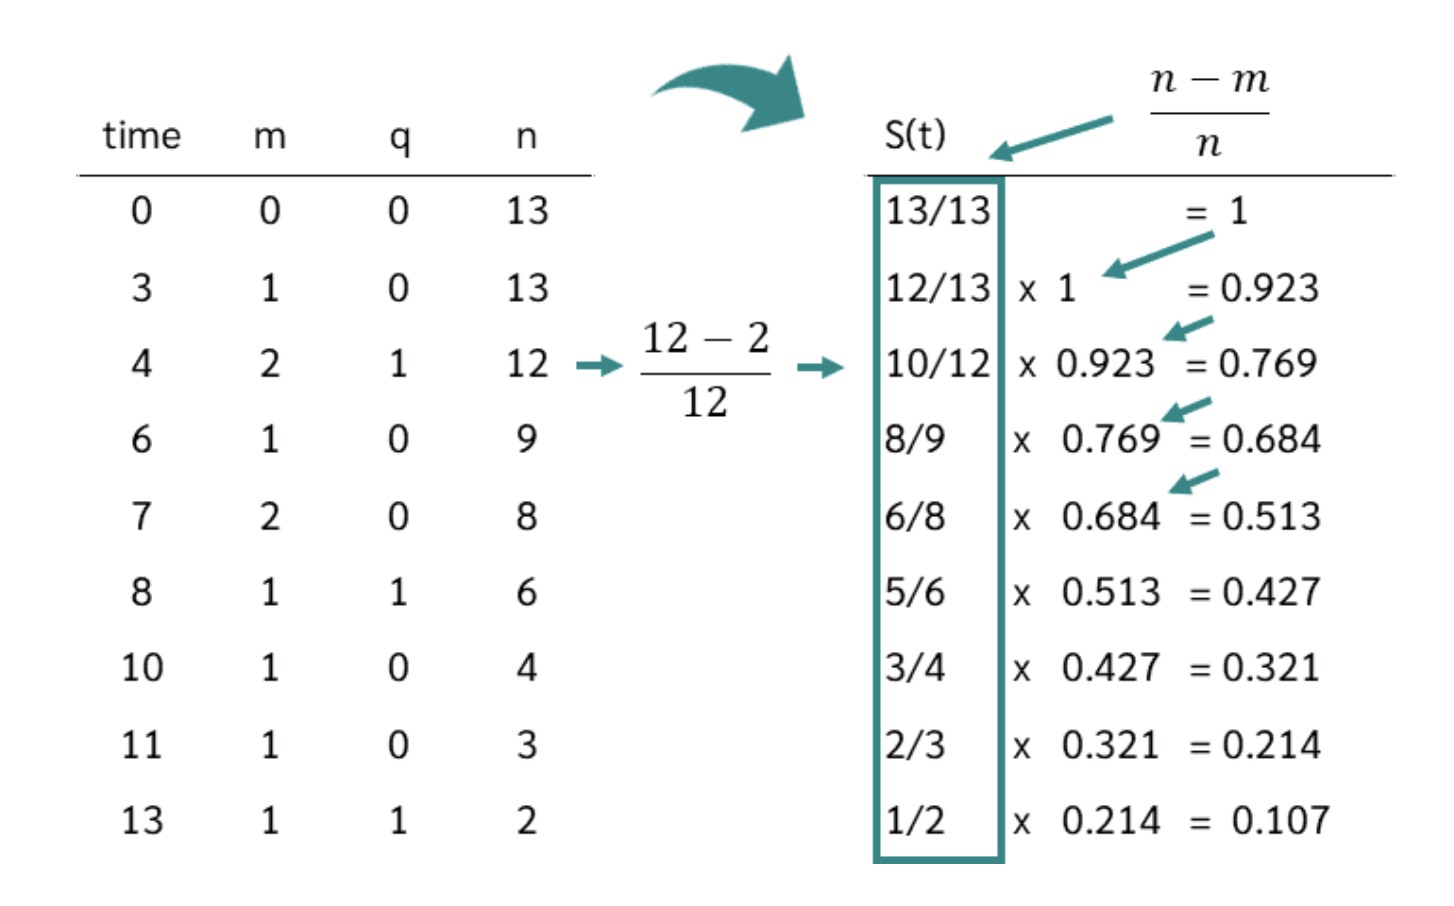 time m q n S(t) n − m / n
0 0 0 13 13/13 = 1
3 1 0 13 12/13 x 1 = 0.923
4 2 1 12 12 − 2 / 12 10/12 x 0.923 = 0.769
6 1 0 9 8/9 x 0.769 = 0.684
7 2 0 8 6/8 x 0.684 = 0.513
8 1 1 6 5/6 x 0.513 = 0.427
10 1 0 4 3/4 x 0.427 = 0.321
11 1 0 3 2/3 x 0.321 = 0.214
13 1 1 2 1/2 x 0.214 = 0.107